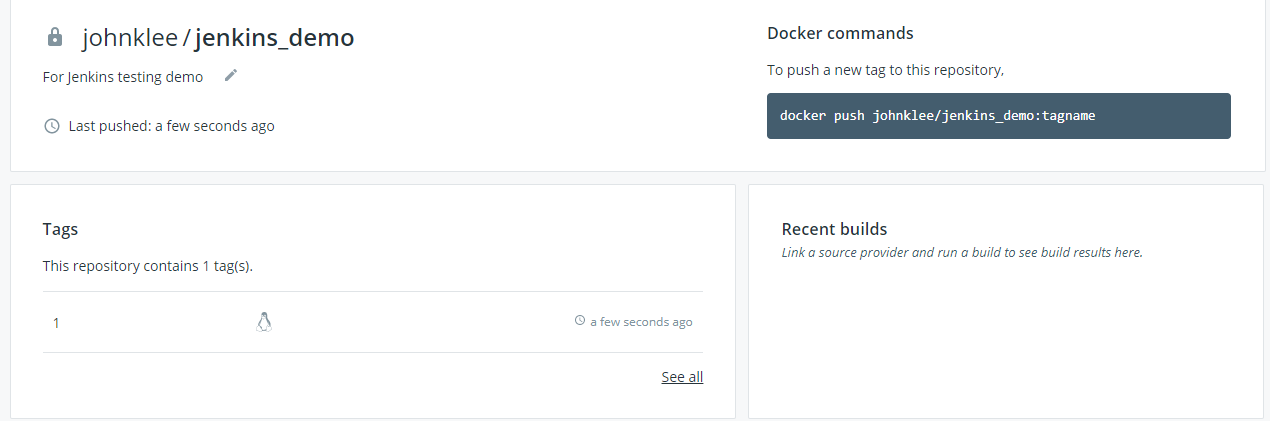 johnklee / jenkins_demo
For Jenkins testing demo
Last pushed: a few seconds ago
Docker commands
To push a new tag to this repository,
docker push johnklee/jenkins_demo:tagname
Tags
This repository contains 1 tag(s).
1 a few seconds ago
See all
Recent builds
Link a source provider and run a build to see build results here.